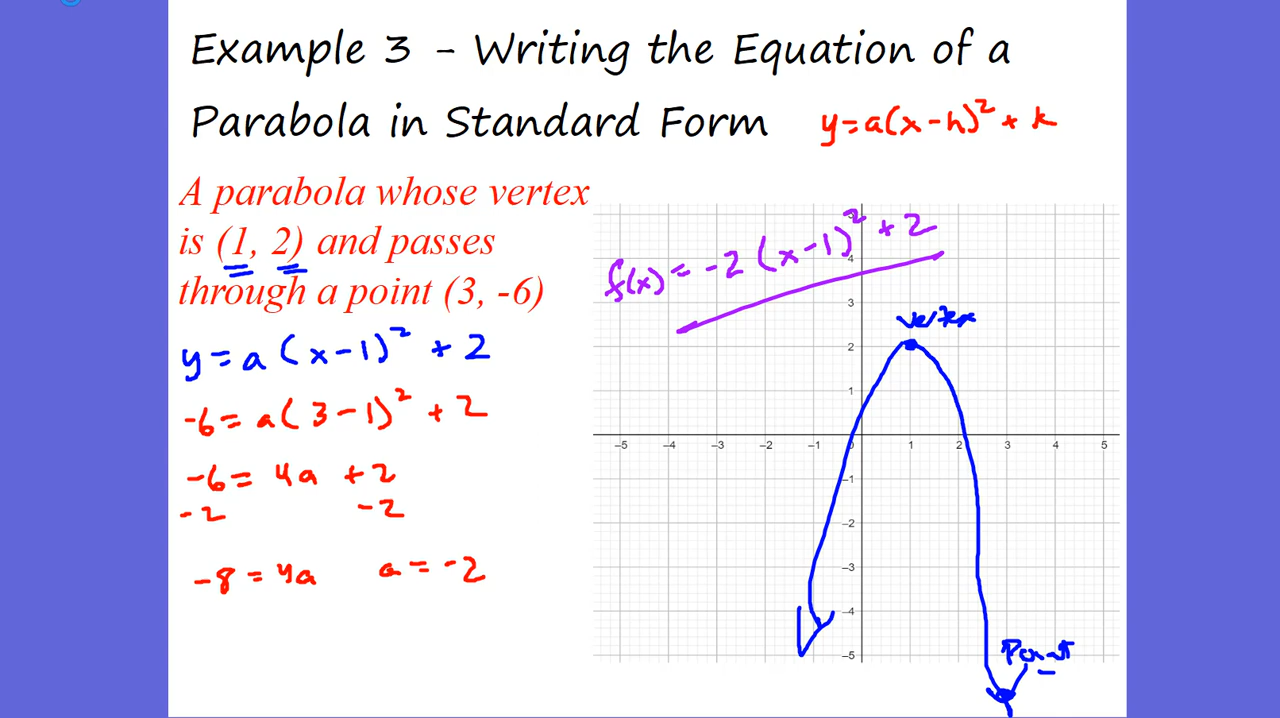 Example 3 - Writing the Equation of a
Parabola in Standard Form
y=a(x-h)² + k
A parabola whose vertex
is (1, 2) and passes
through a point (3, -6)
y=a(x-1)² + 2
-6=a(3-1)² + 2
-6=4a +2
-2 -2
-8=4a a=-2
f(x)=-2(x-1)² + 2
4
3
vertex
2
1
-5 -4 -3 -2 -1 0 1 2 3 4 5
-1
-2
-3
-4
-5
Point